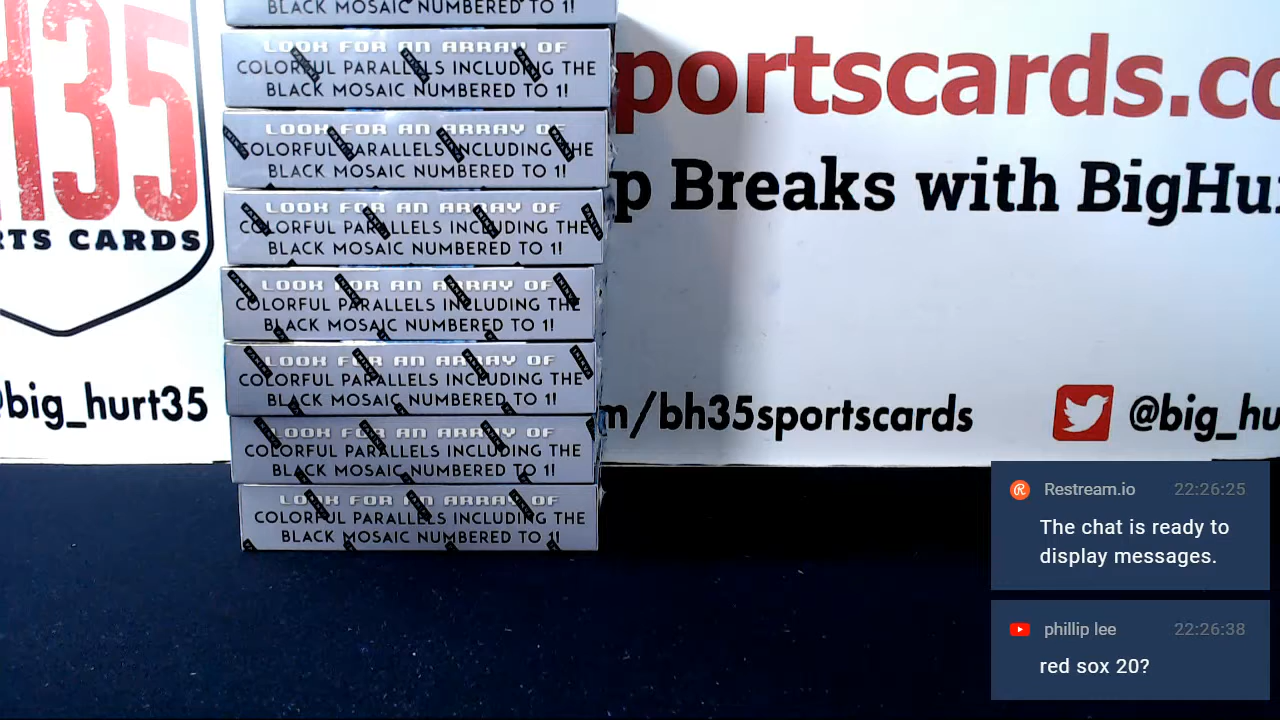 BLACK MOSAIC NUMBERED TO 1!
LOOK FOR AN ARRAY OF
COLORFUL PARALLELS INCLUDING THE
BLACK MOSAIC NUMBERED TO 1!
LOOK FOR AN ARRAY OF
COLORFUL PARALLELS INCLUDING THE
BLACK MOSAIC NUMBERED TO 1!
LOOK FOR AN ARRAY OF
COLORFUL PARALLELS INCLUDING THE
BLACK MOSAIC NUMBERED TO 1!
LOOK FOR AN ARRAY OF
COLORFUL PARALLELS INCLUDING THE
BLACK MOSAIC NUMBERED TO 1!
LOOK FOR AN ARRAY OF
COLORFUL PARALLELS INCLUDING THE
BLACK MOSAIC NUMBERED TO 1!
LOOK FOR AN ARRAY OF
COLORFUL PARALLELS INCLUDING THE
BLACK MOSAIC NUMBERED TO 1!
LOOK FOR AN ARRAY OF
COLORFUL PARALLELS INCLUDING THE
BLACK MOSAIC NUMBERED TO 1!
H35
RTS CARDS
@big_hurt35
portscards.co
p Breaks with BigHu
m/bh35sportscards
@big_hu
Restream.io 22:26:25
The chat is ready to
display messages.
phillip lee 22:26:38
red sox 20?